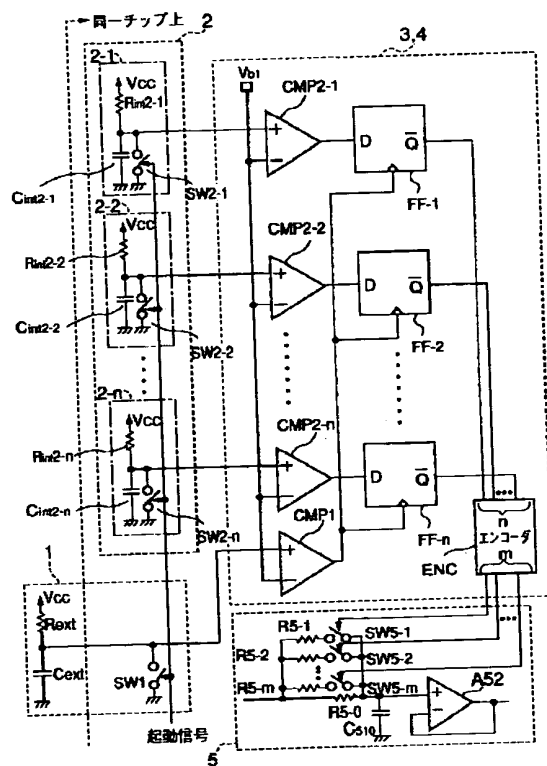 同一チップ上
2
3,4
2-1
Vcc
Rint2-1
Cint2-1
SW2-1
Vb1
CMP2-1
D
Q
FF-1
2-2
Vcc
Rint2-2
Cint2-2
SW2-2
CMP2-2
D
Q
FF-2
2-n
Vcc
Rint2-n
Cint2-n
SW2-n
CMP2-n
D
Q
FF-n
CMP1
n
エンコーダ
m
ENC
1
Vcc
Rext
Cext
SW1
起動信号
R5-1
SW5-1
R5-2
SW5-2
R5-m
SW5-m
R5-0
C510
A52
5